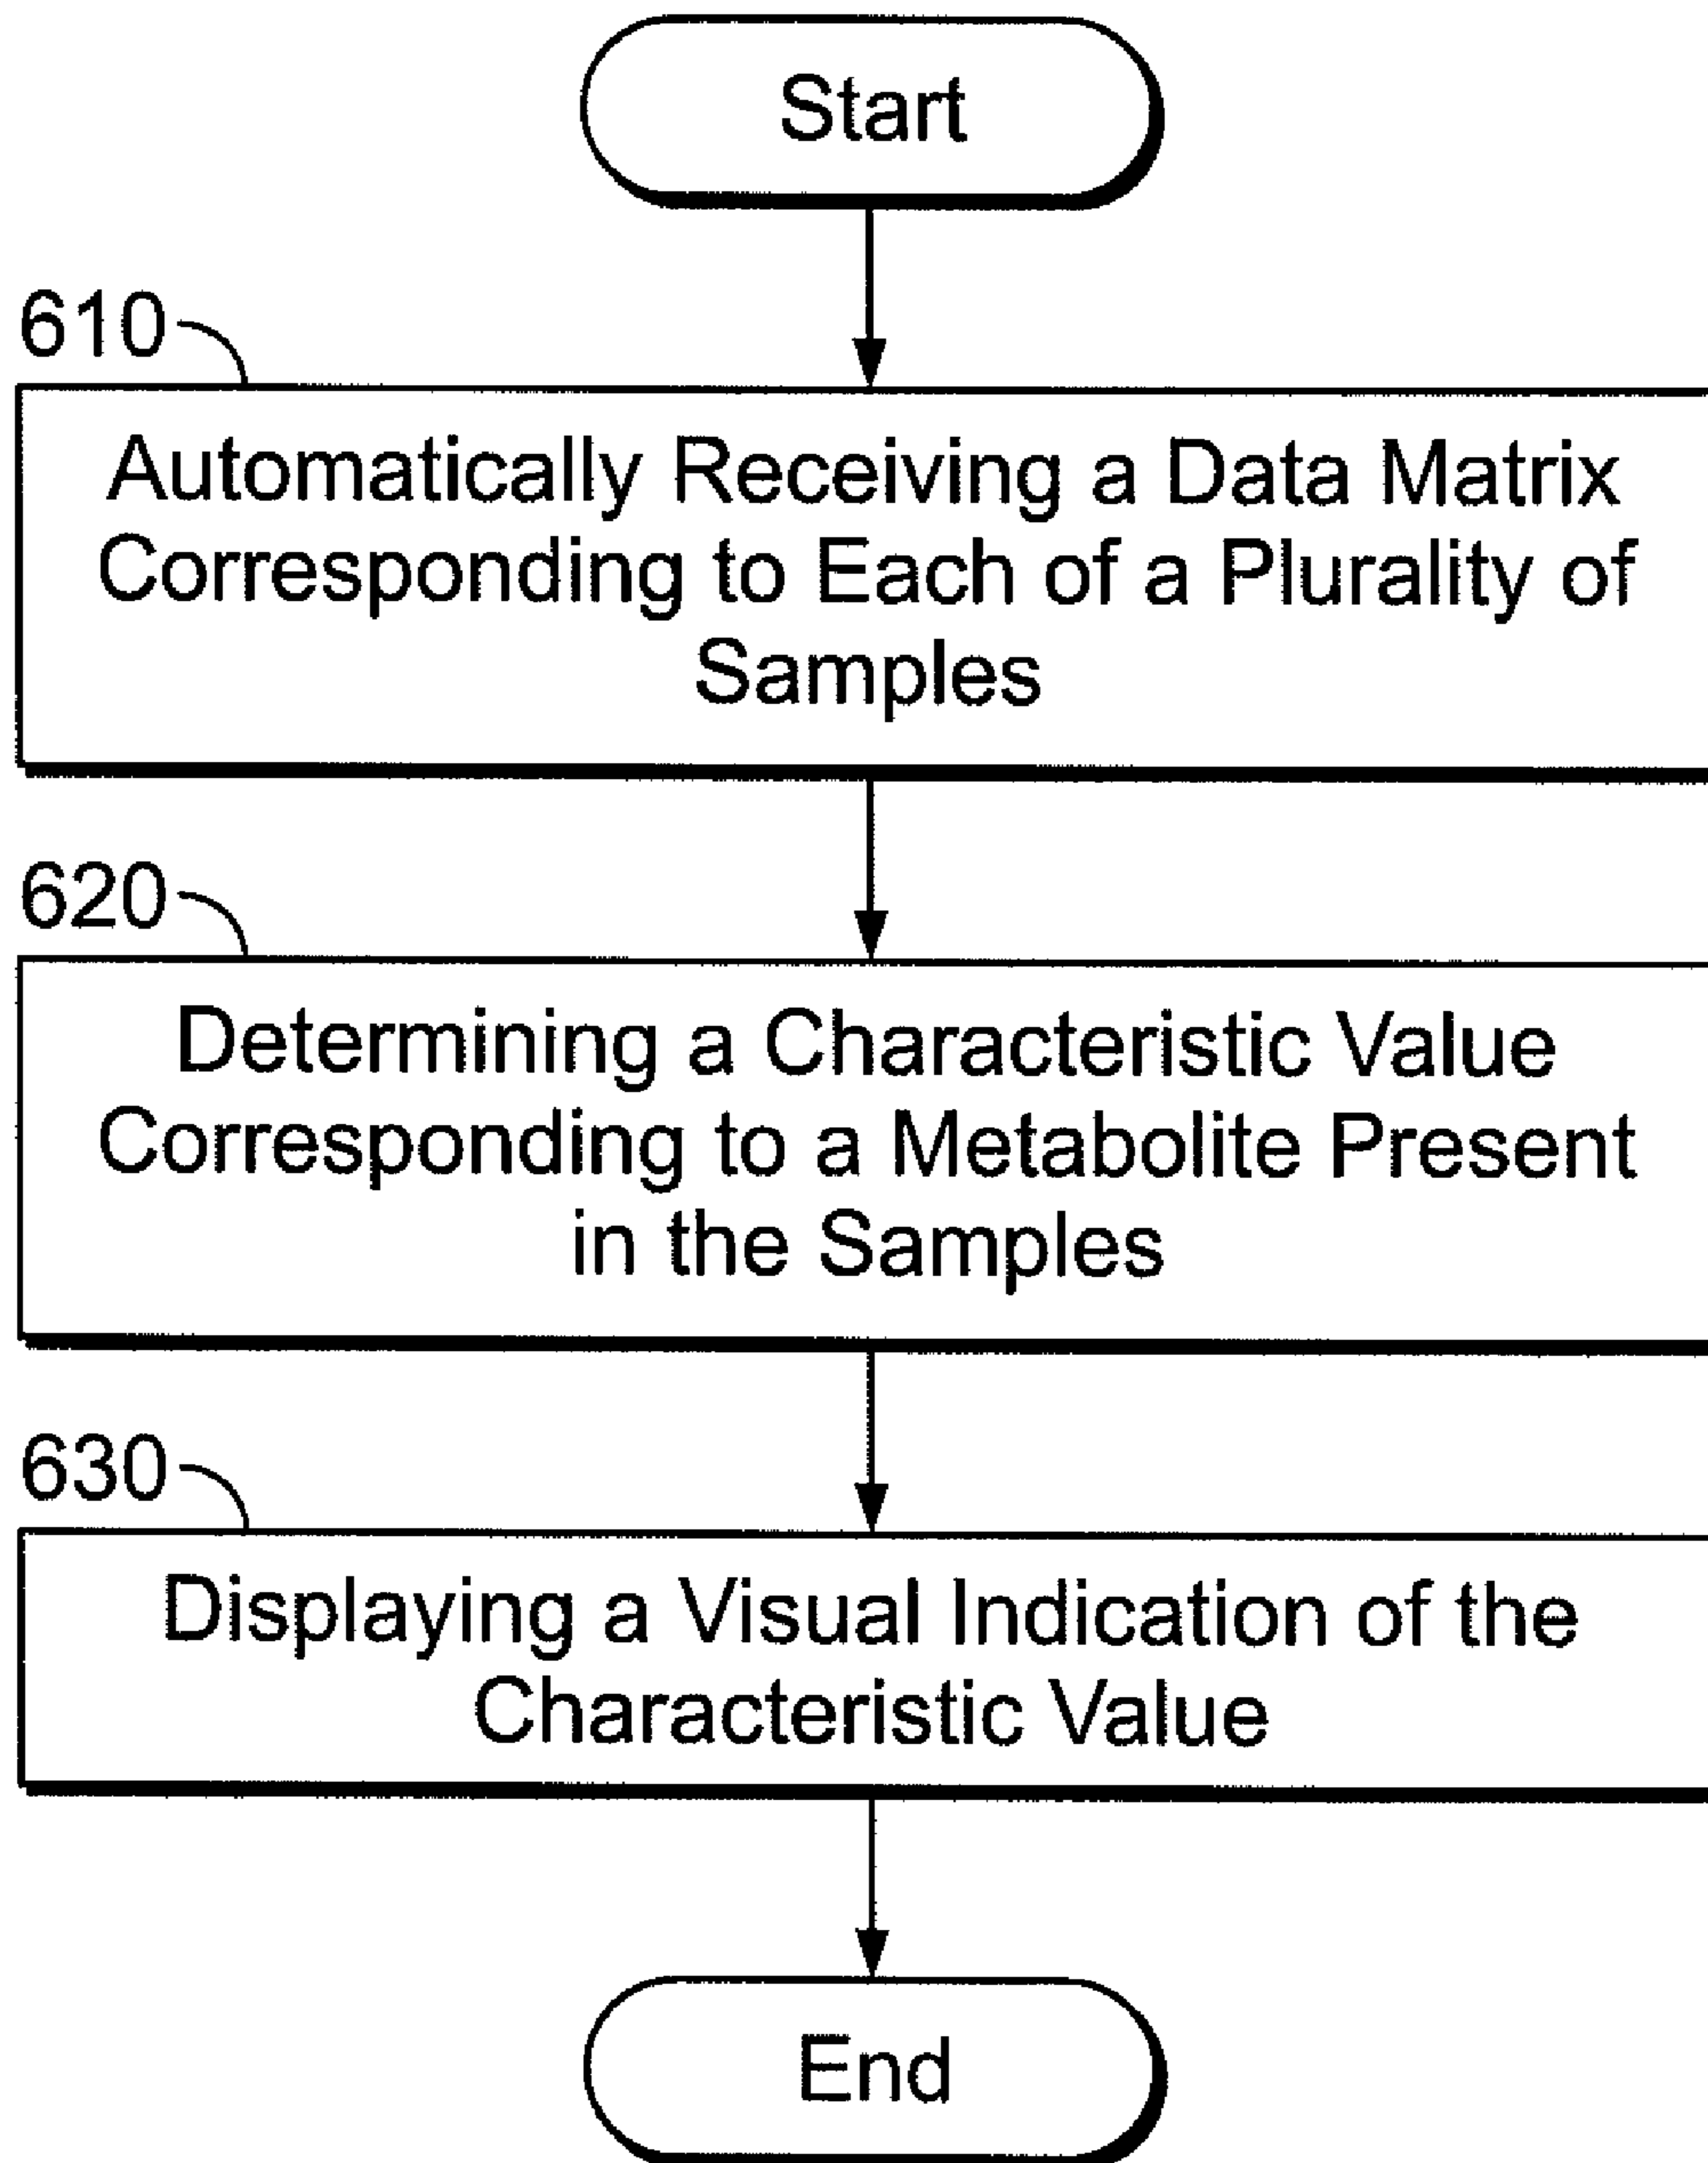 Start
610
Automatically Receiving a Data Matrix
Corresponding to Each of a Plurality of
Samples
620
Determining a Characteristic Value
Corresponding to a Metabolite Present
in the Samples
630
Displaying a Visual Indication of the
Characteristic Value
End